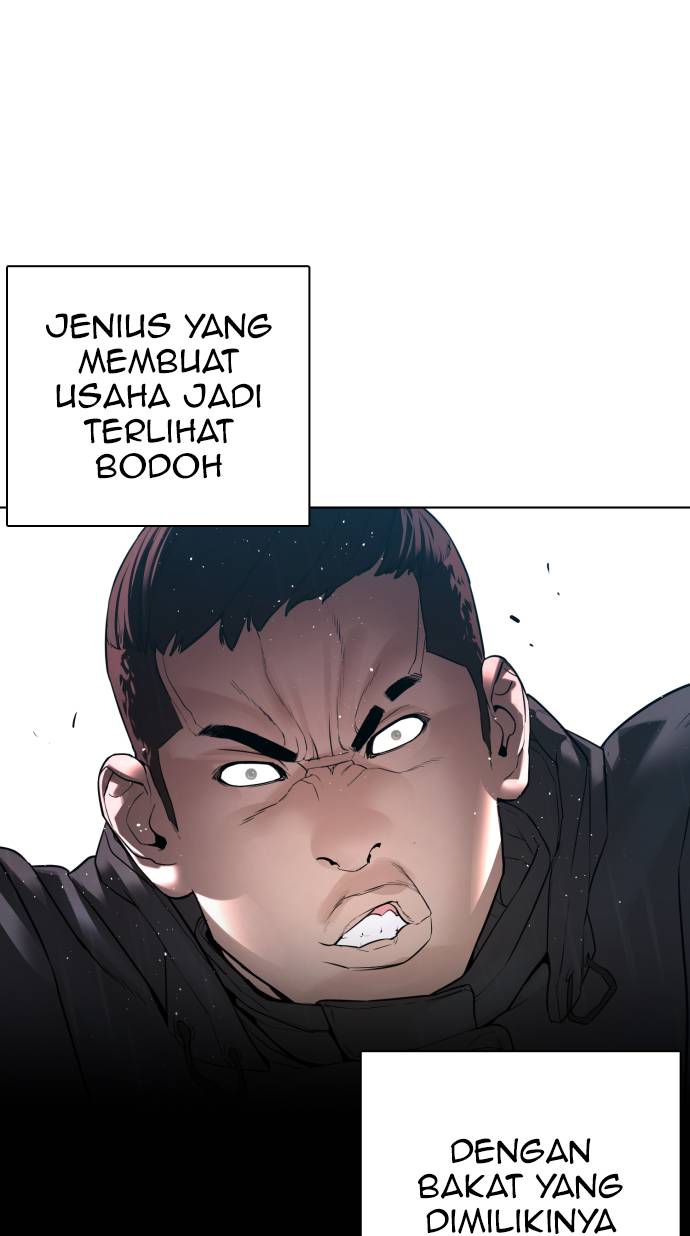 JENIUS YANG
MEMBUAT
USAHA JADI
TERLIHAT
BODOH
DENGAN
BAKAT YANG
DIMILIKINYA